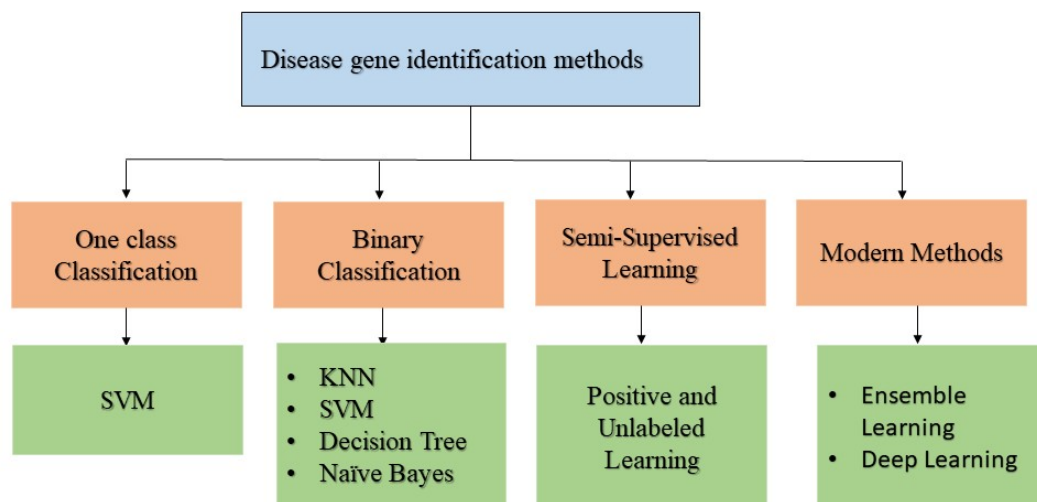 Disease gene identification methods
One class
Classification
Binary
Classification
Semi-Supervised
Learning
Modern Methods
SVM
• KNN
• SVM
• Decision Tree
• Naïve Bayes
Positive and
Unlabeled
Learning
• Ensemble
Learning
• Deep Learning